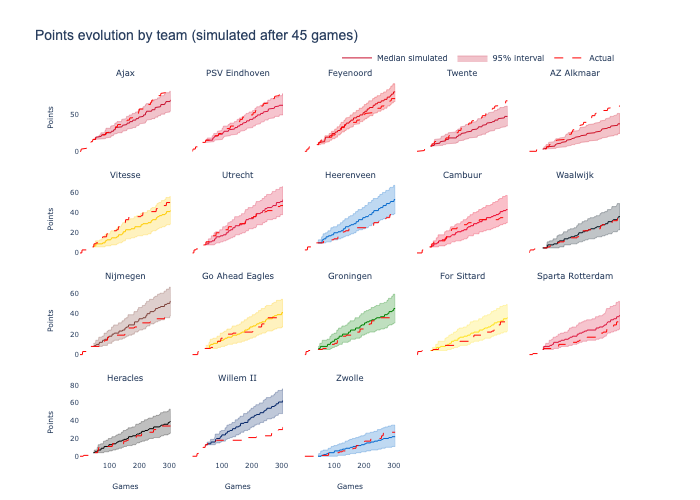 Points evolution by team (simulated after 45 games)
Median simulated 95% interval Actual
Ajax PSV Eindhoven Feyenoord Twente AZ Alkmaar
Points
50
0
Vitesse Utrecht Heerenveen Cambuur Waalwijk
Points
60
40
20
0
Nijmegen Go Ahead Eagles Groningen For Sittard Sparta Rotterdam
Points
60
40
20
0
Heracles Willem II Zwolle
Points
80
60
40
20
0
100 200 300 100 200 300 100 200 300
Games Games Games